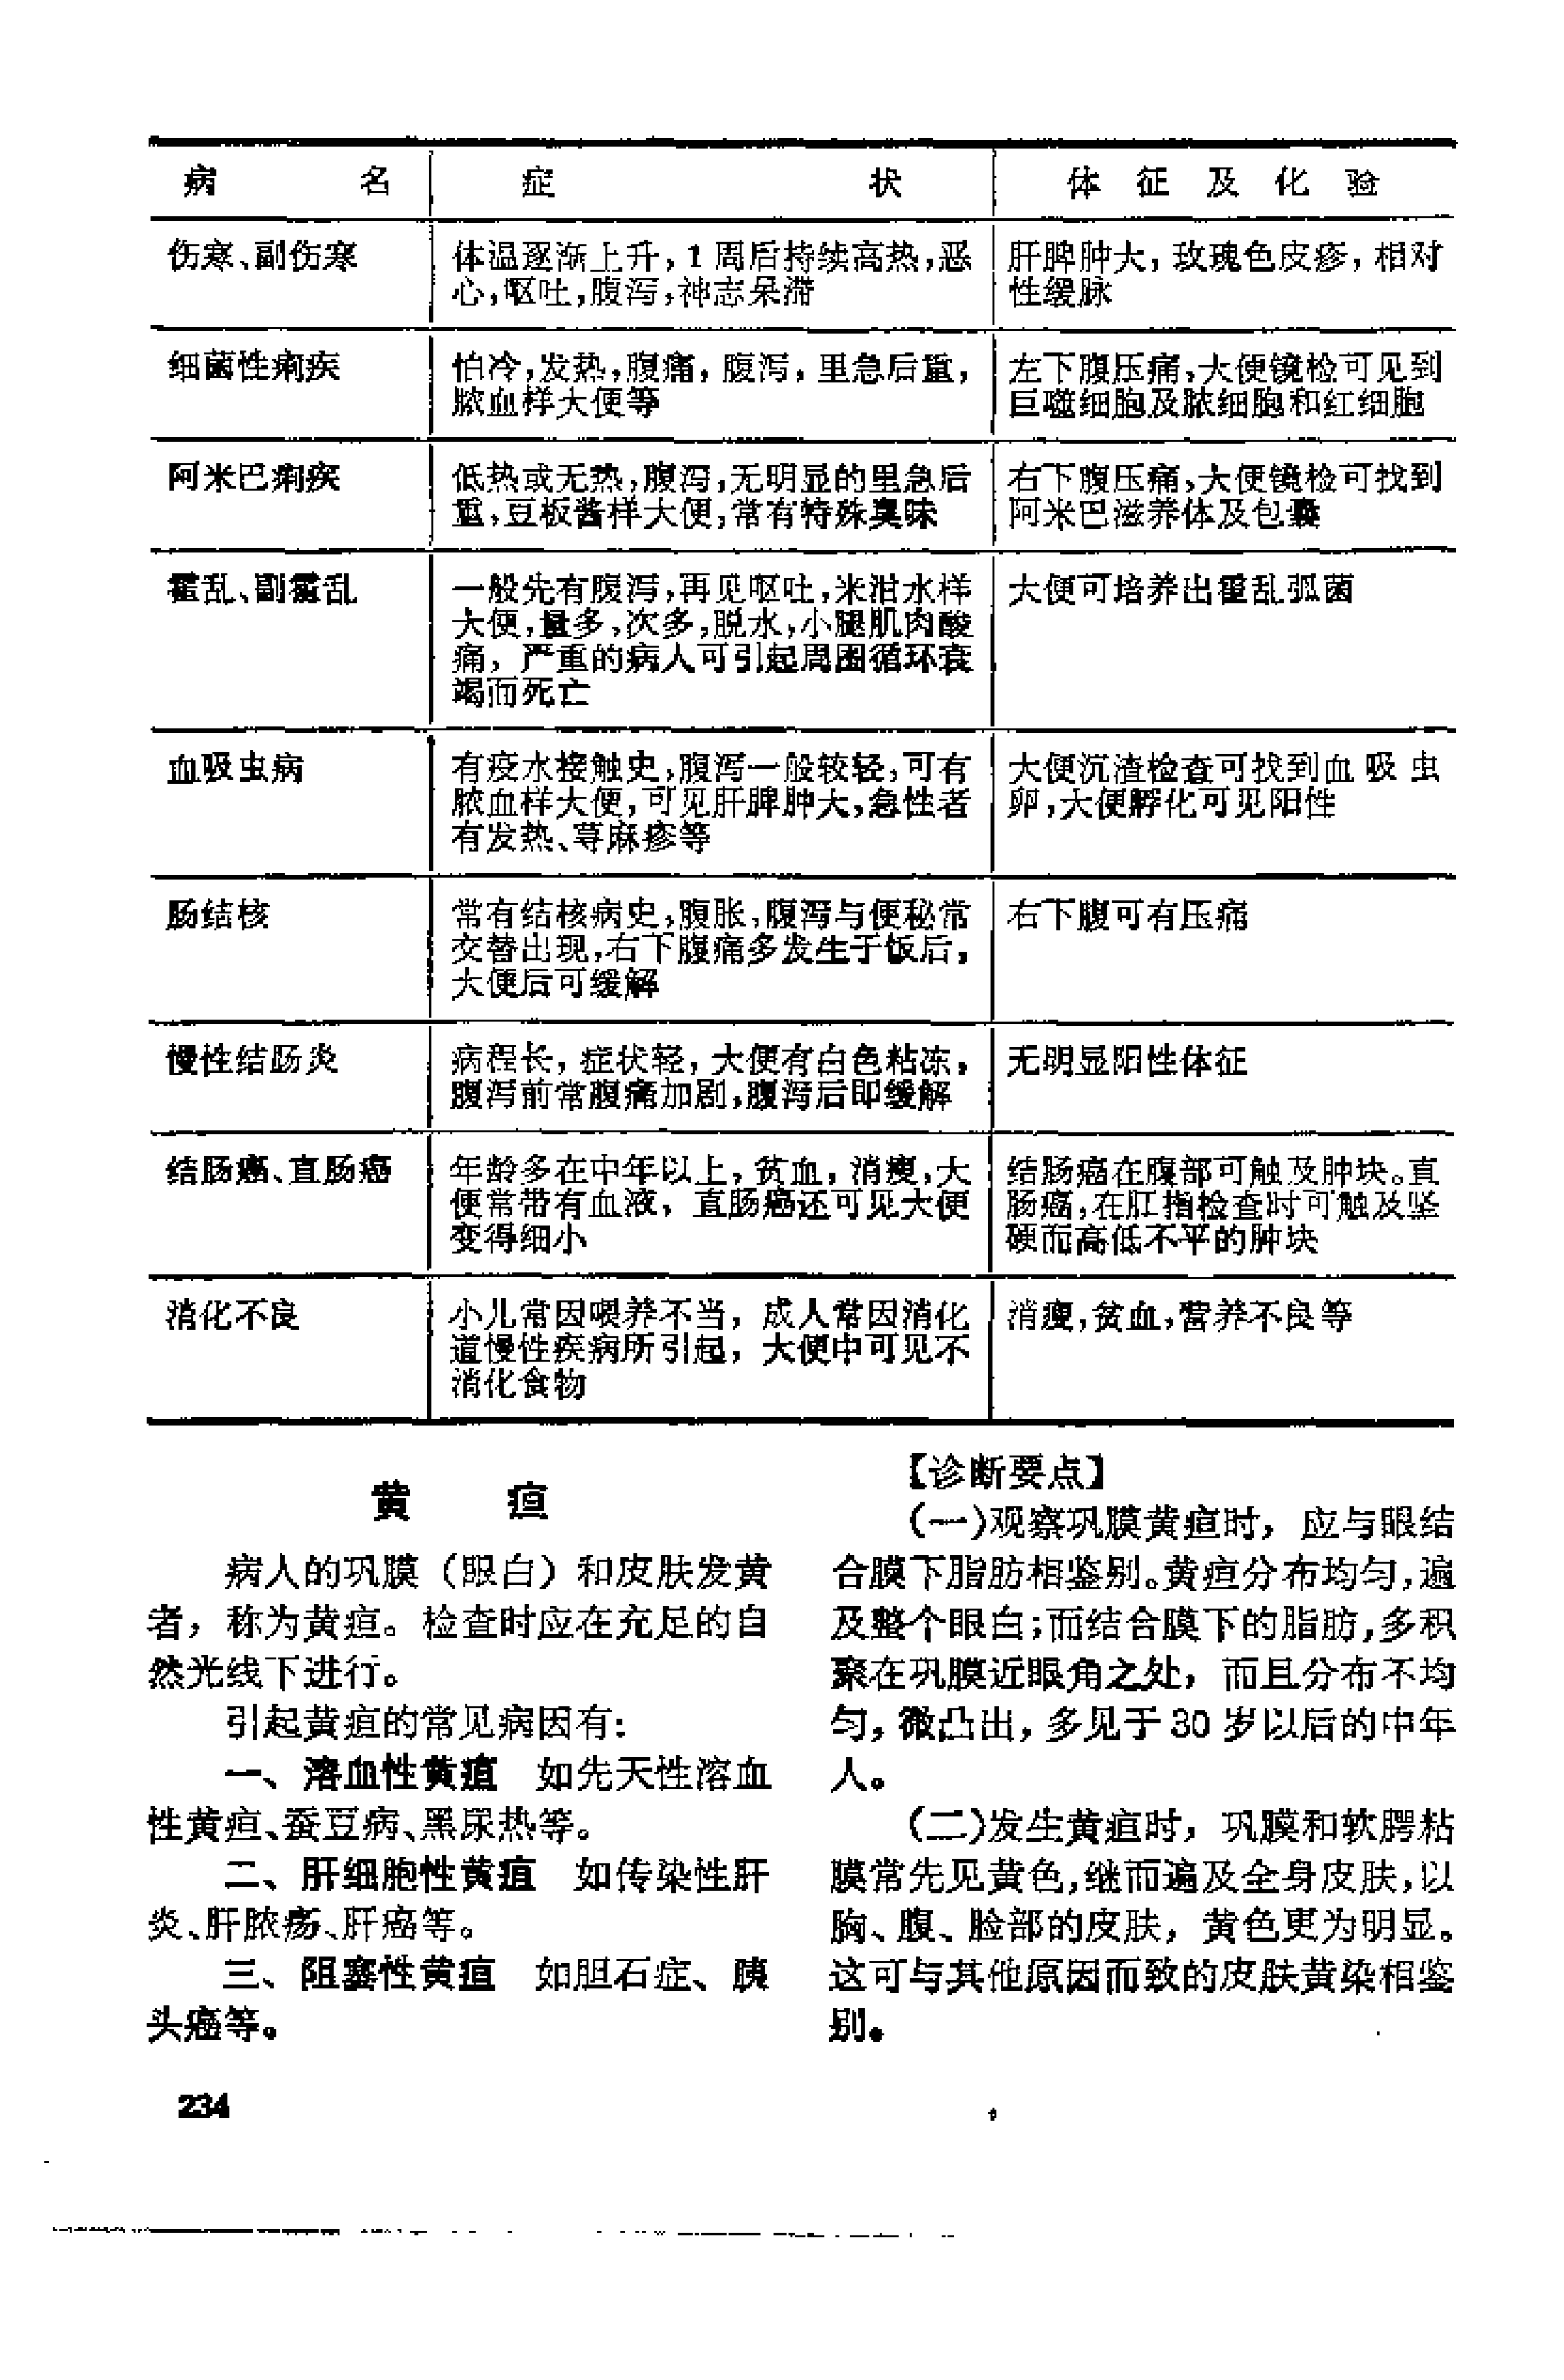 病名 症状 体征及化验
伤寒、副伤寒
体温逐渐上升，1周后持续高热，恶
心，呕吐，腹泻，神志呆滞
肝脾肿大，玫瑰色皮疹，相对
性缓脉
细菌性痢疾
怕冷，发热，腹痛，腹泻，里急后重，
脓血样大便等
左下腹压痛，大便镜检可见到
巨噬细胞及脓细胞和红细胞
阿米巴痢疾
低热或无热，腹泻，无明显的里急后
重，豆板酱样大便，常有特殊臭味
右下腹压痛，大便镜检可找到
阿米巴滋养体及包囊
霍乱、副霍乱
一般先有腹泻，再见呕吐，米泔水样
大便，量多，次多，脱水，小腿肌肉酸
痛，严重的病人可引起周围循环衰
竭而死亡
大便可培养出霍乱弧菌
血吸虫病
有疫水接触史，腹泻一般较轻，可有
脓血样大便，可见肝脾肿大，急性者
有发热、荨麻疹等
大便沉渣检查可找到血吸虫
卵，大便孵化可见阳性
肠结核
常有结核病史，腹胀，腹泻与便秘常
交替出现，右下腹痛多发生于饭后，
大便后可缓解
右下腹可有压痛
慢性结肠炎
病程长，症状轻，大便有白色粘冻，
腹泻前常腹痛加剧，腹泻后即缓解
无明显阳性体征
结肠癌、直肠癌
年龄多在中年以上，贫血，消瘦，大
便常带有血液，直肠癌还可见大便
变得细小
结肠癌在腹部可触及肿块。直
肠癌，在肛指检查时可触及坚
硬而高低不平的肿块
消化不良
小儿常因喂养不当，成人常因消化
道慢性疾病所引起，大便中可见不
消化食物
消瘦，贫血，营养不良等
黄疸
病人的巩膜（眼白）和皮肤发黄
者，称为黄疸。检查时应在充足的自
然光线下进行。
引起黄疸的常见病因有：
一、溶血性黄疸 如先天性溶血
性黄疸、蚕豆病、黑尿热等。
二、肝细胞性黄疸 如传染性肝
炎、肝脓疡、肝癌等。
三、阻塞性黄疸 如胆石症、胰
头癌等。
【诊断要点】
（一）观察巩膜黄疸时，应与眼结
合膜下脂肪相鉴别。黄疸分布均匀，遍
及整个眼白；而结合膜下的脂肪，多积
聚在巩膜近眼角之处，而且分布不均
匀，微凸出，多见于30岁以后的中年
人。
（二）发生黄疸时，巩膜和软腭粘
膜常先见黄色，继而遍及全身皮肤，以
胸、腹、脸部的皮肤，黄色更为明显。
这可与其他原因而致的皮肤黄染相鉴
别。
234